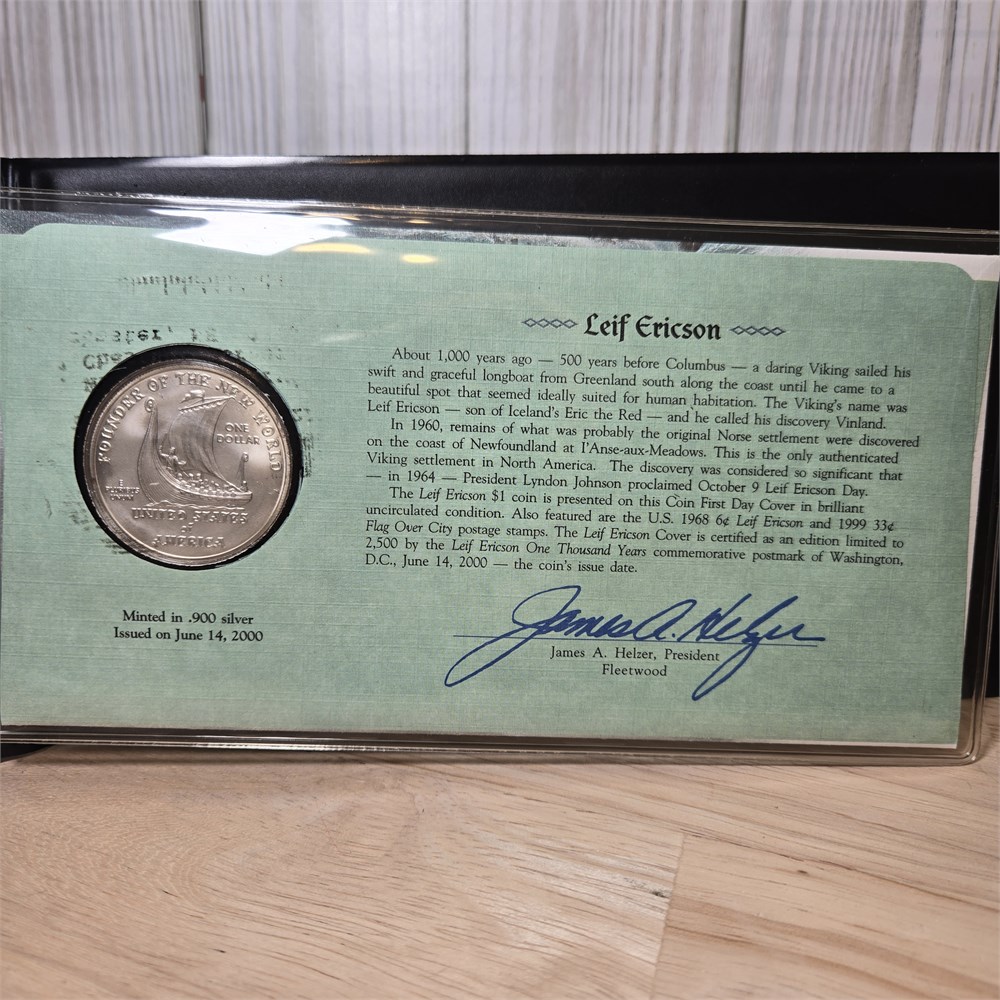 FOUNDER OF THE NEW WORLD
ONE
DOLLAR
E
PLURIBUS
UNUM
UNITED STATES
OF
AMERICA
Minted in .900 silver
Issued on June 14, 2000
Leif Ericson
About 1,000 years ago — 500 years before Columbus — a daring Viking sailed his
swift and graceful longboat from Greenland south along the coast until he came to a
beautiful spot that seemed ideally suited for human habitation. The Viking's name was
Leif Ericson — son of Iceland's Eric the Red — and he called his discovery Vinland.
In 1960, remains of what was probably the original Norse settlement were discovered
on the coast of Newfoundland at l'Anse-aux-Meadows. This is the only authenticated
Viking settlement in North America. The discovery was considered so significant that
— in 1964 — President Lyndon Johnson proclaimed October 9 Leif Ericson Day.
The Leif Ericson $1 coin is presented on this Coin First Day Cover in brilliant
uncirculated condition. Also featured are the U.S. 1968 6¢ Leif Ericson and 1999 33¢
Flag Over City postage stamps. The Leif Ericson Cover is certified as an edition limited to
2,500 by the Leif Ericson One Thousand Years commemorative postmark of Washington,
D.C., June 14, 2000 — the coin's issue date.
James A. Helzer
James A. Helzer, President
Fleetwood